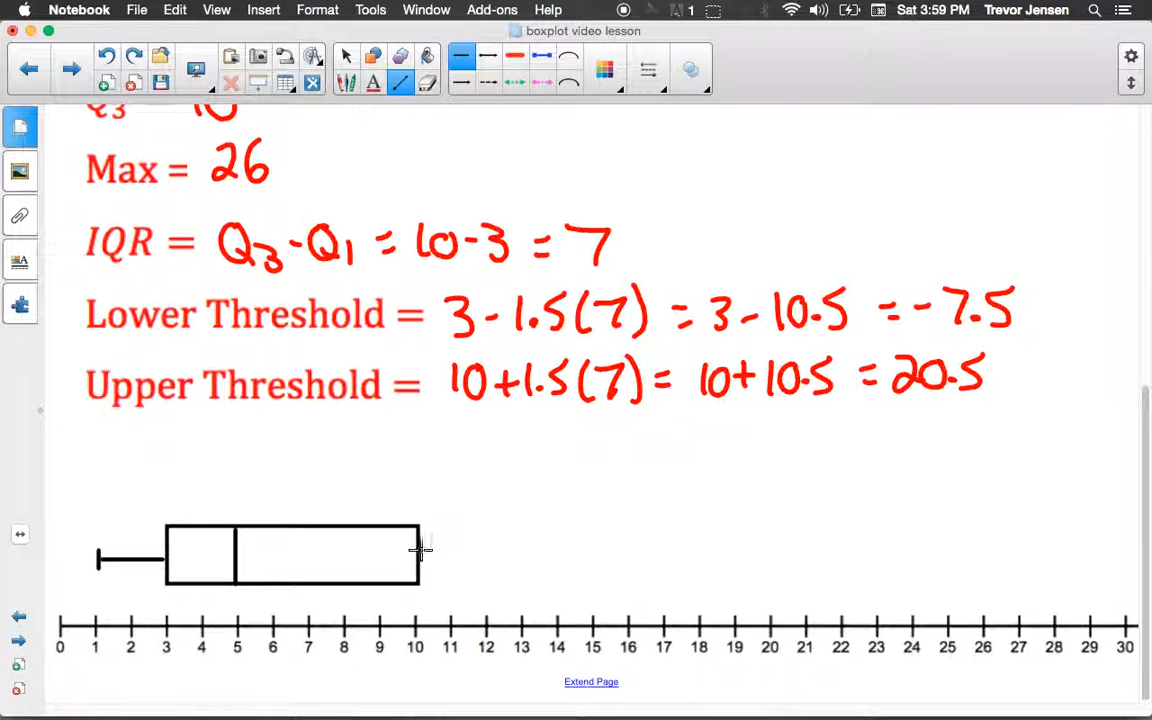 Notebook File Edit View Insert Format Tools Window Add-ons Help 1 Sat 3:59 PM Trevor Jensen
boxplot video lesson
Q3 10
Max = 26
IQR = Q3-Q1 = 10-3 = 7
Lower Threshold = 3-1.5(7) = 3-10.5 = -7.5
Upper Threshold = 10+1.5(7) = 10+10.5 = 20.5
0 1 2 3 4 5 6 7 8 9 10 11 12 13 14 15 16 17 18 19 20 21 22 23 24 25 26 27 28 29 30
Extend Page